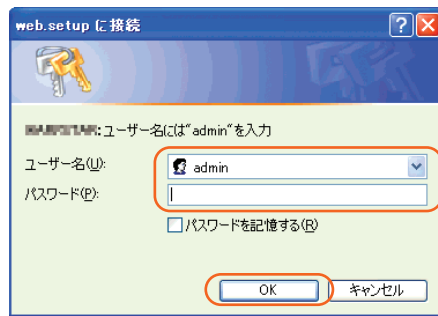 web.setup に接続
:ユーザー名には"admin"を入力
ユーザー名(U):
admin
パスワード(P):
パスワードを記憶する(R)
OK
キャンセル